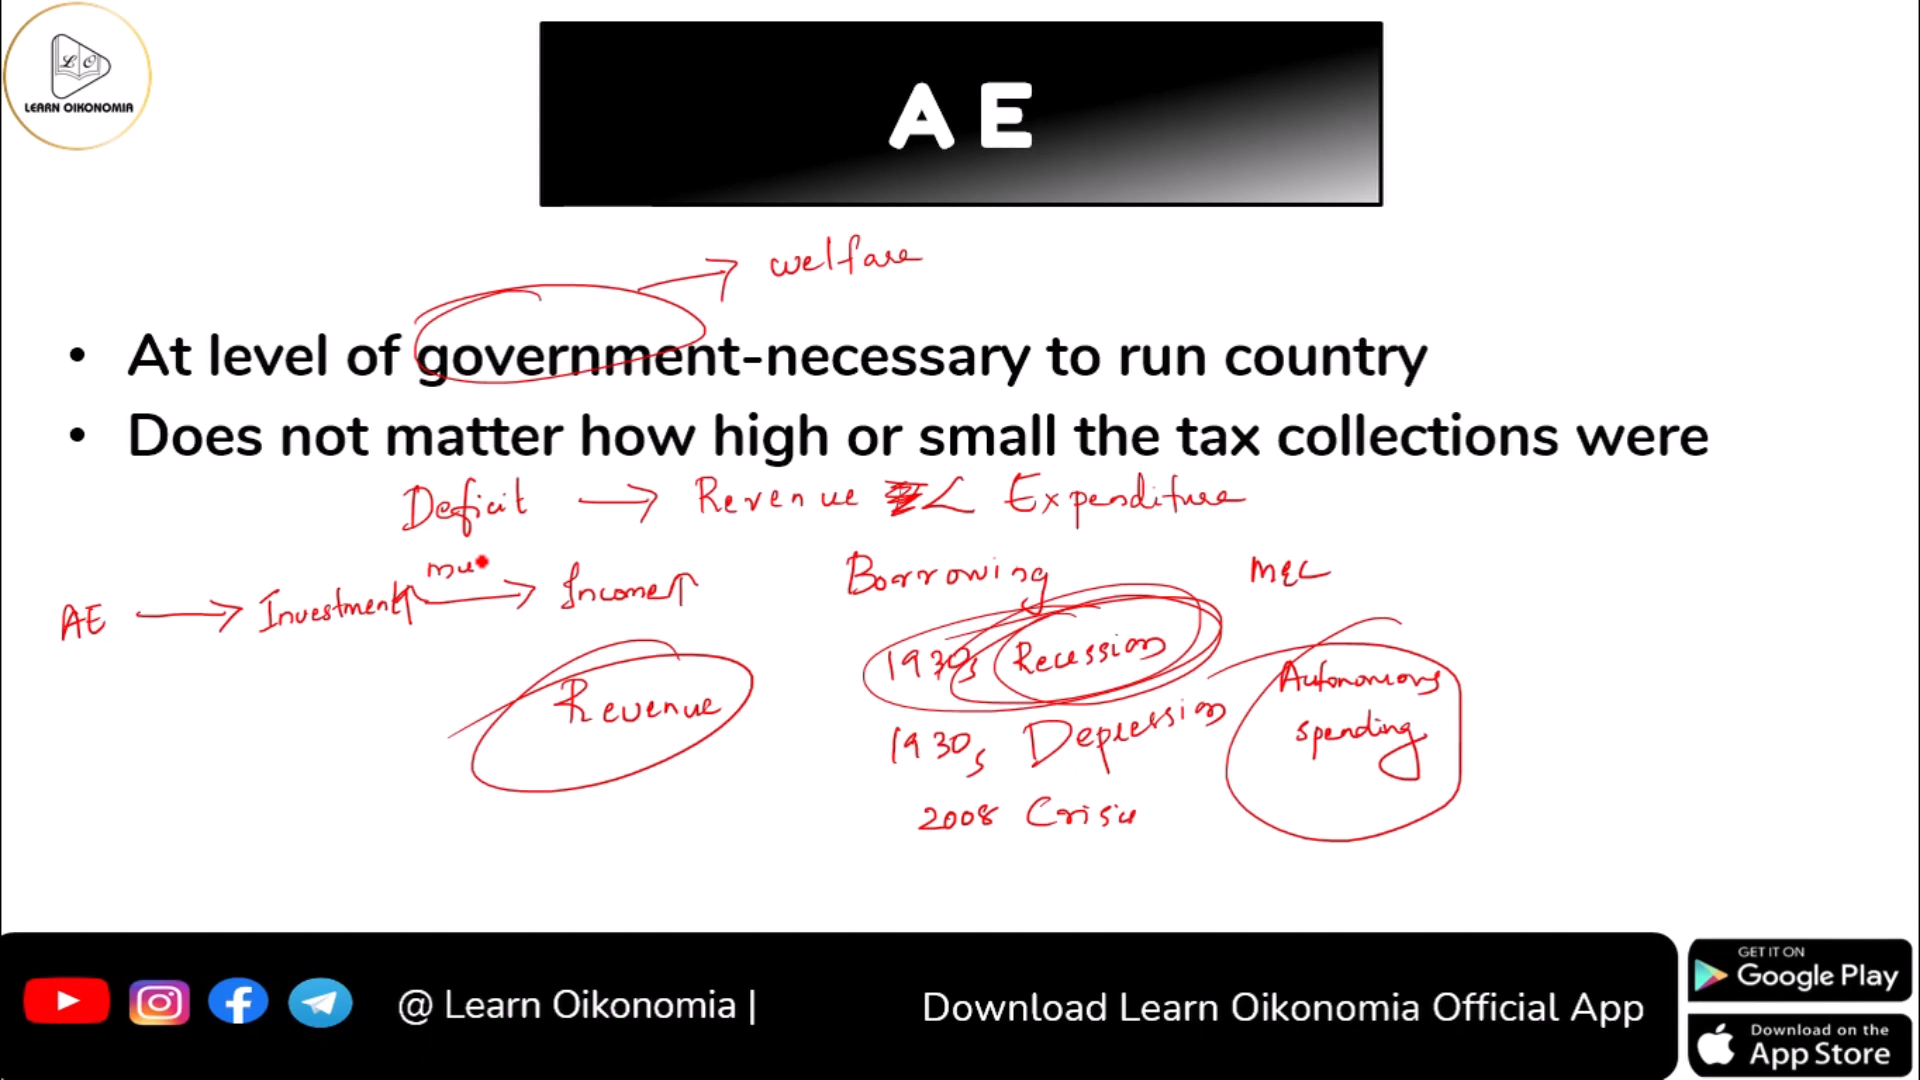 LO
LEARN OIKONOMIA
AE
welfare
• At level of government-necessary to run country
• Does not matter how high or small the tax collections were
Deficit → Revenue < Expenditure
AE → Investment↑ mu → Income↑
Borrowing
MEC
1930s Recession
Revenue
Autonomous
spending
1930s Depression
2008 Crisis
@ Learn Oikonomia |
Download Learn Oikonomia Official App
GET IT ON
Google Play
Download on the
App Store